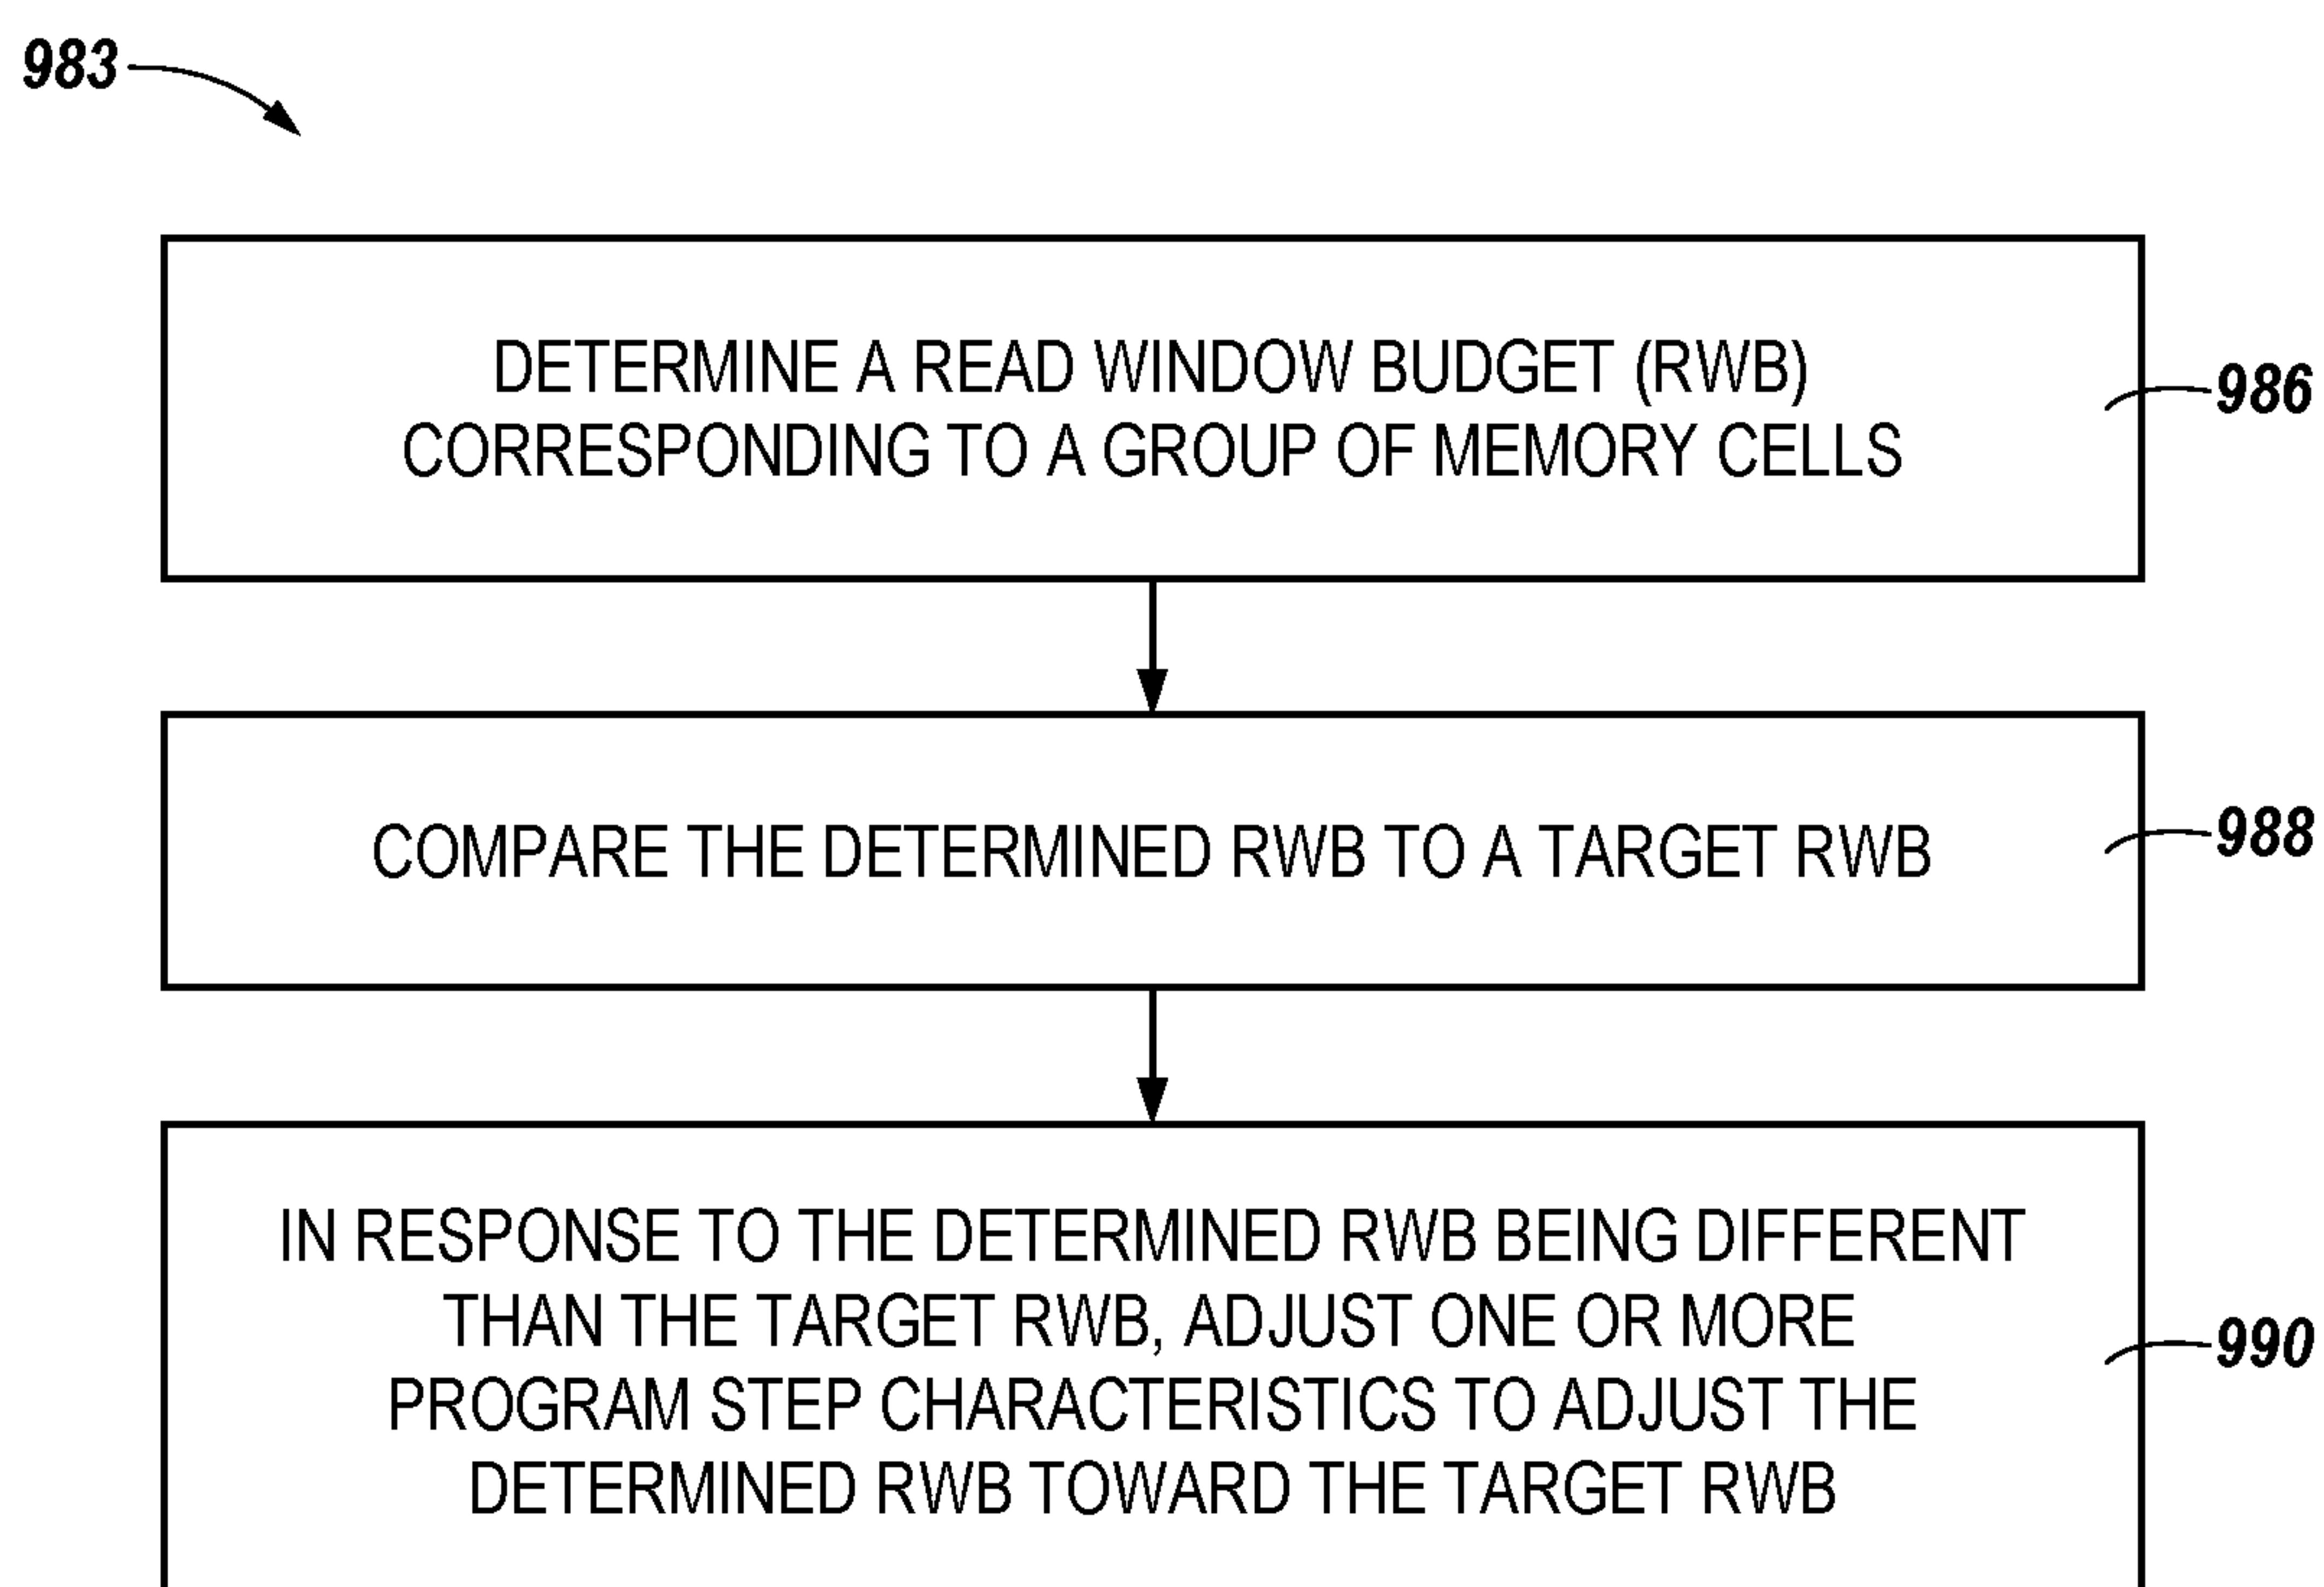 983
DETERMINE A READ WINDOW BUDGET (RWB)
CORRESPONDING TO A GROUP OF MEMORY CELLS
986
COMPARE THE DETERMINED RWB TO A TARGET RWB
988
IN RESPONSE TO THE DETERMINED RWB BEING DIFFERENT
THAN THE TARGET RWB, ADJUST ONE OR MORE
PROGRAM STEP CHARACTERISTICS TO ADJUST THE
DETERMINED RWB TOWARD THE TARGET RWB
990